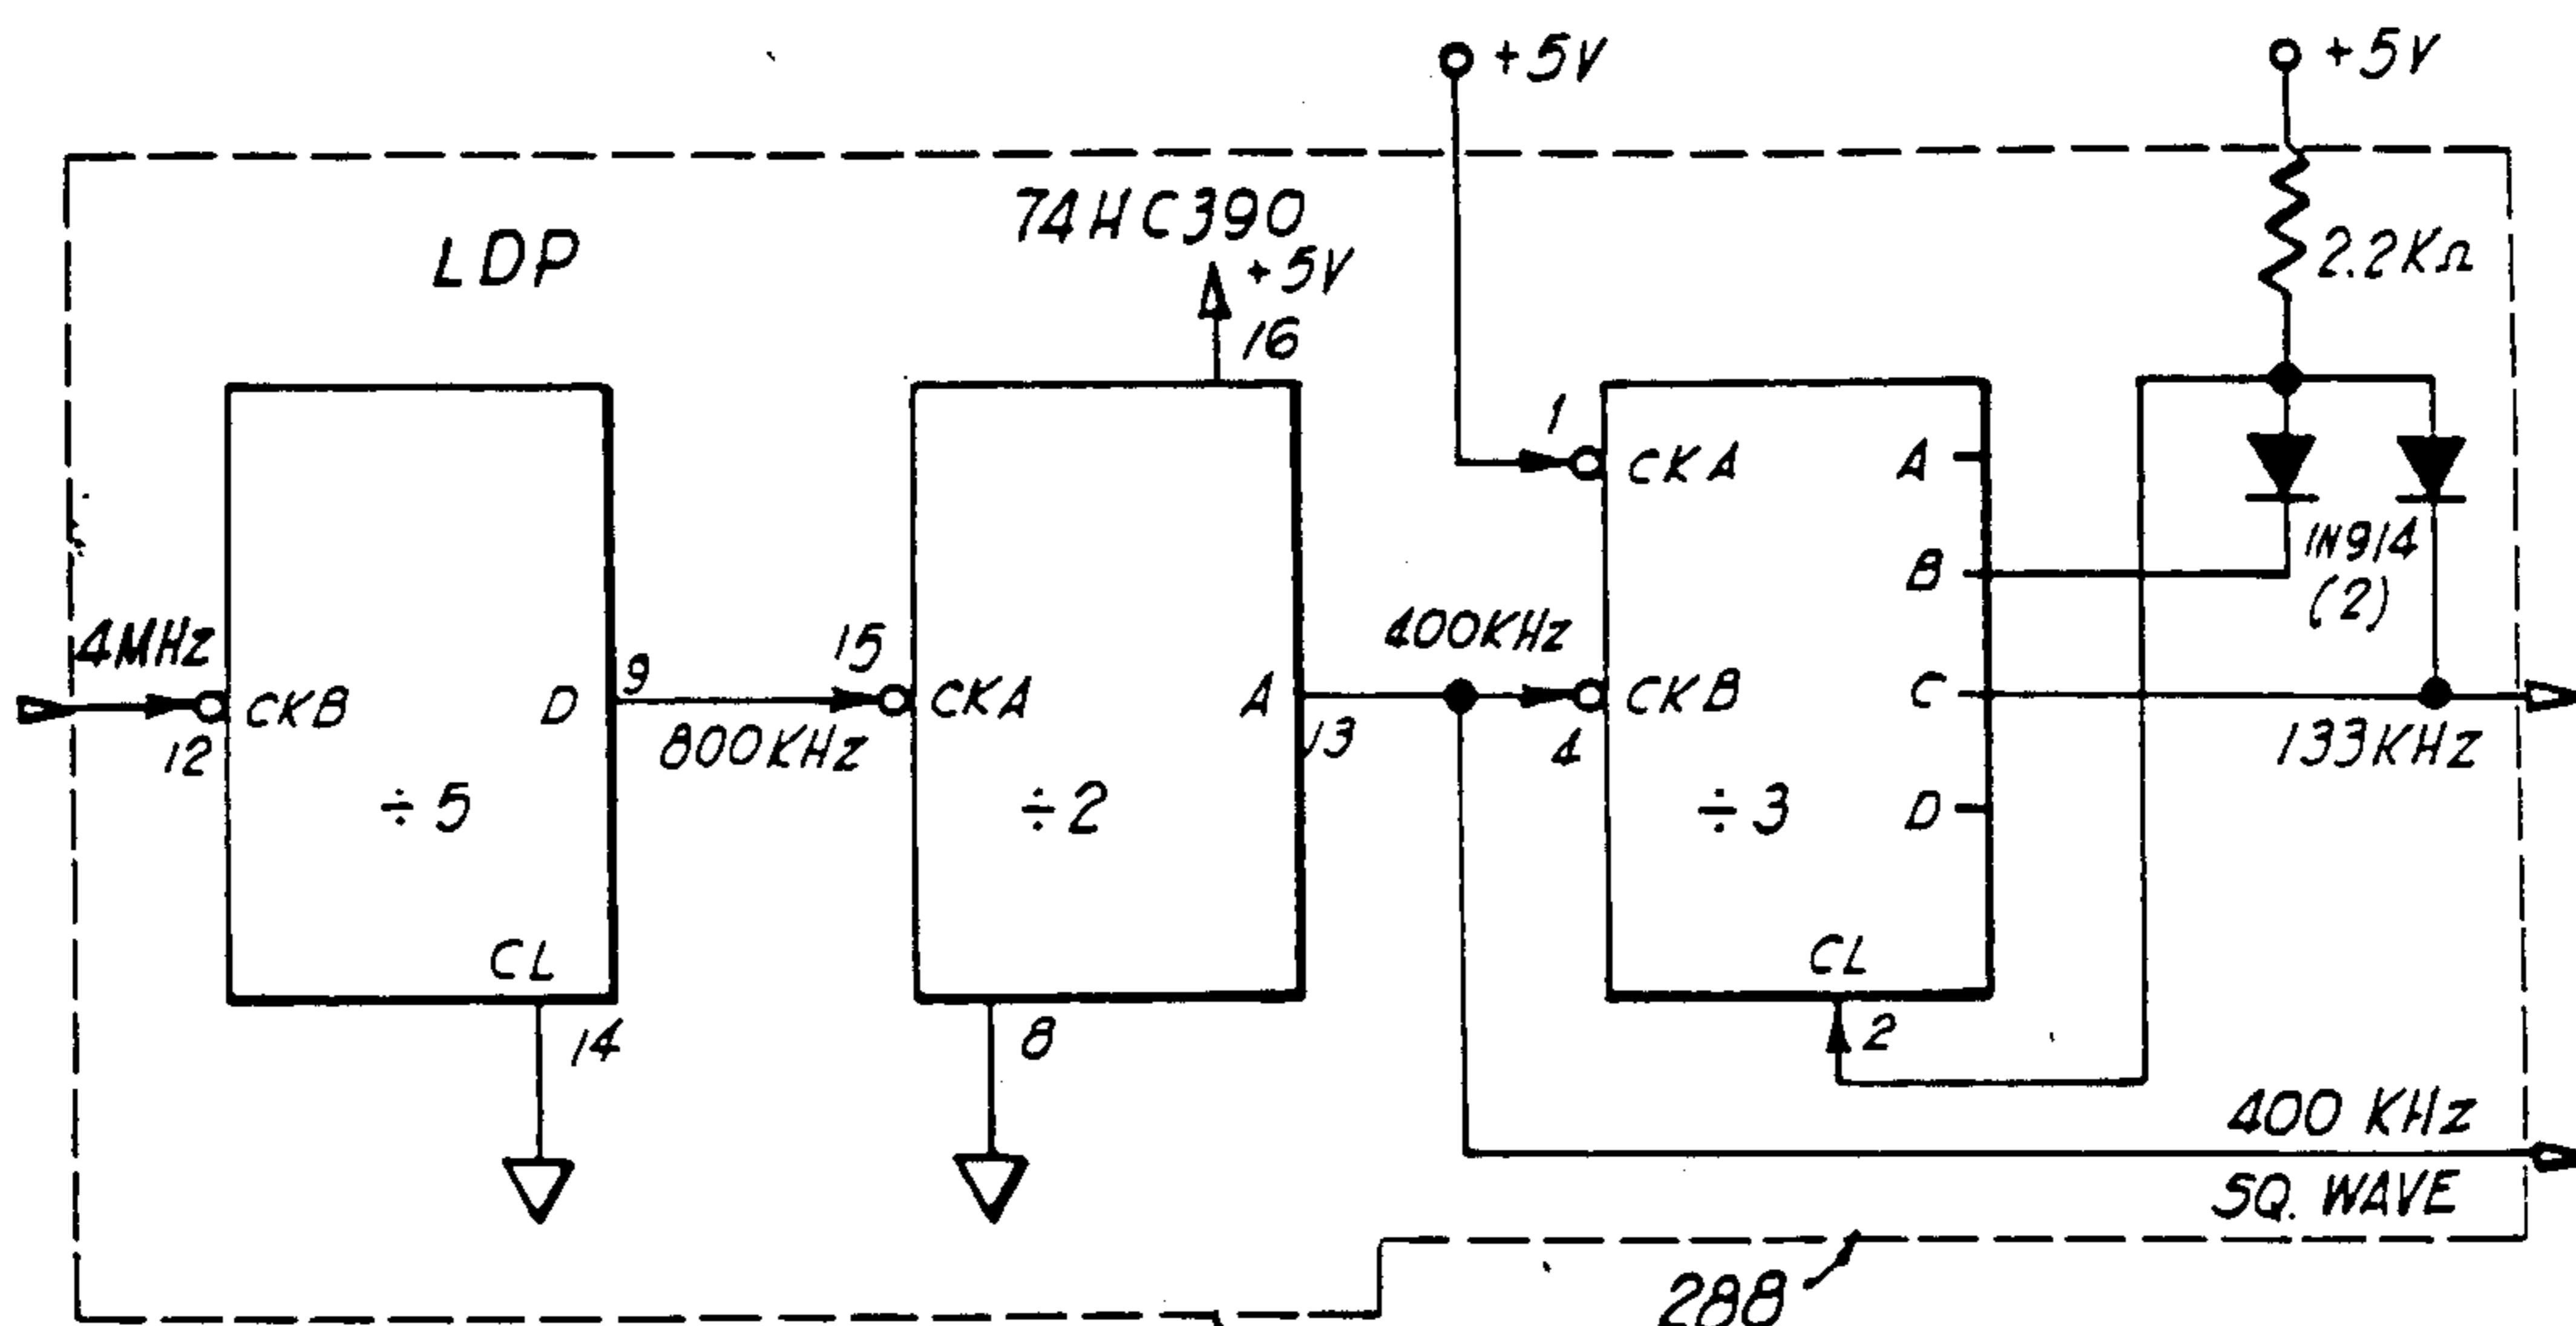 +5V
+5V
LDP
74HC390
+5V
16
2.2KΩ
1
CKA
A
B
1N914
(2)
4MHz
12
CKB
D
9
800KHz
÷5
CL
14
15
CKA
A
13
÷2
8
400KHz
4
CKB
C
133KHz
÷3
D
CL
2
400 KHz
SQ. WAVE
288